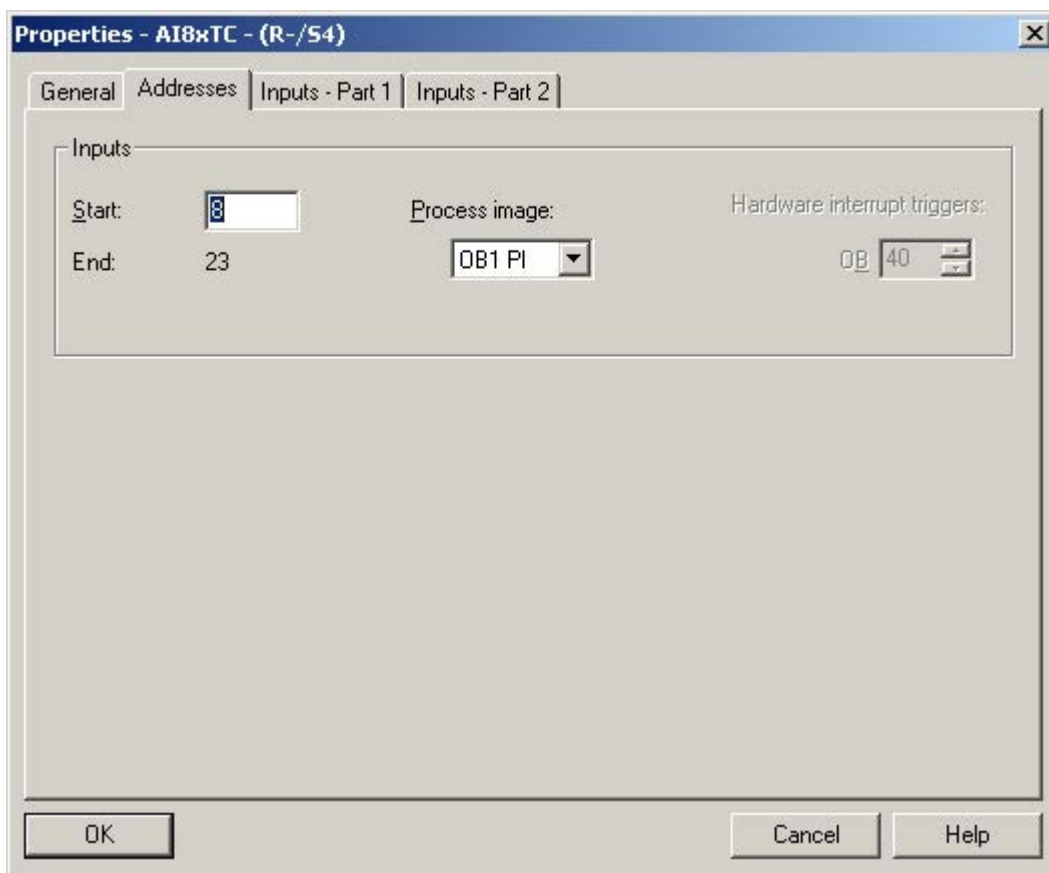 Properties - AI8xTC - (R-/S4)
General Addresses Inputs - Part 1 Inputs - Part 2
Inputs
Start: 8 Process image: Hardware interrupt triggers:
End: 23 OB1 PI OB 40
OK Cancel Help